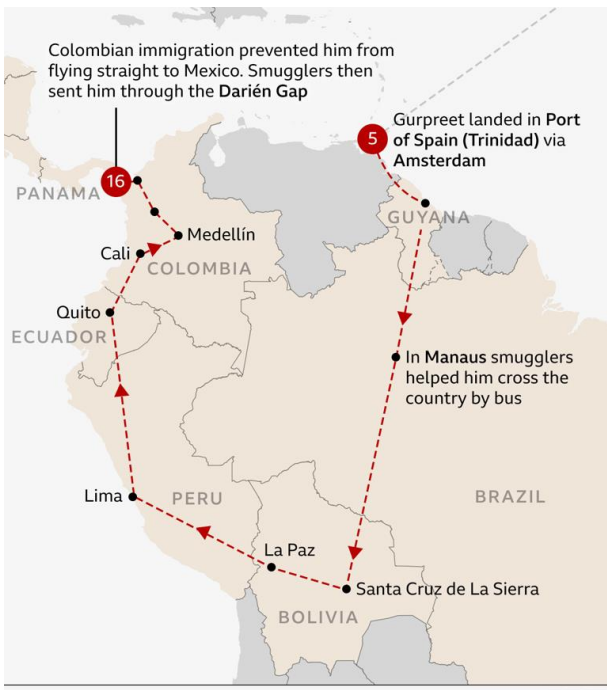 Colombian immigration prevented him from
flying straight to Mexico. Smugglers then
sent him through the Darién Gap
5
Gurpreet landed in Port
of Spain (Trinidad) via
Amsterdam
16
PANAMA
GUYANA
Medellín
Cali
COLOMBIA
Quito
ECUADOR
In Manaus smugglers
helped him cross the
country by bus
Lima
PERU
BRAZIL
La Paz
Santa Cruz de La Sierra
BOLIVIA